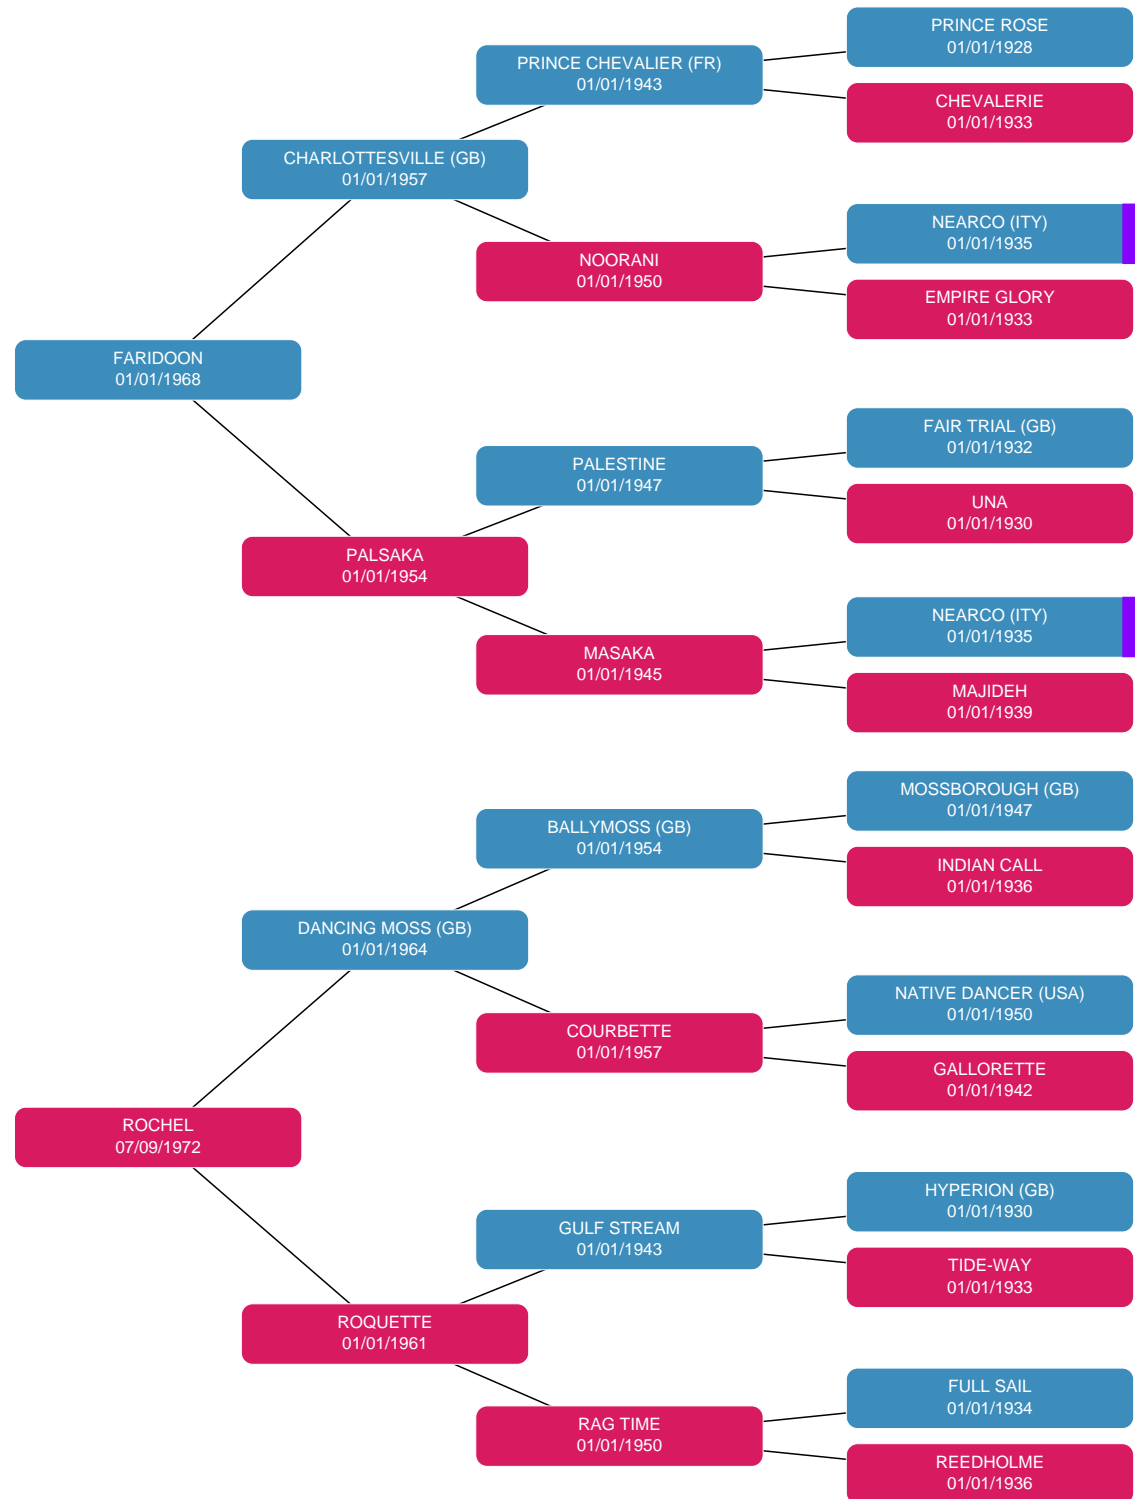 PRINCE ROSE
01/01/1928
PRINCE CHEVALIER (FR)
01/01/1943
CHEVALERIE
01/01/1933
CHARLOTTESVILLE (GB)
01/01/1957
NEARCO (ITY)
01/01/1935
NOORANI
01/01/1950
EMPIRE GLORY
01/01/1933
FARIDOON
01/01/1968
FAIR TRIAL (GB)
01/01/1932
PALESTINE
01/01/1947
UNA
01/01/1930
PALSAKA
01/01/1954
NEARCO (ITY)
01/01/1935
MASAKA
01/01/1945
MAJIDEH
01/01/1939
MOSSBOROUGH (GB)
01/01/1947
BALLYMOSS (GB)
01/01/1954
INDIAN CALL
01/01/1936
DANCING MOSS (GB)
01/01/1964
NATIVE DANCER (USA)
01/01/1950
COURBETTE
01/01/1957
GALLORETTE
01/01/1942
ROCHEL
07/09/1972
HYPERION (GB)
01/01/1930
GULF STREAM
01/01/1943
TIDE-WAY
01/01/1933
ROQUETTE
01/01/1961
FULL SAIL
01/01/1934
RAG TIME
01/01/1950
REEDHOLME
01/01/1936